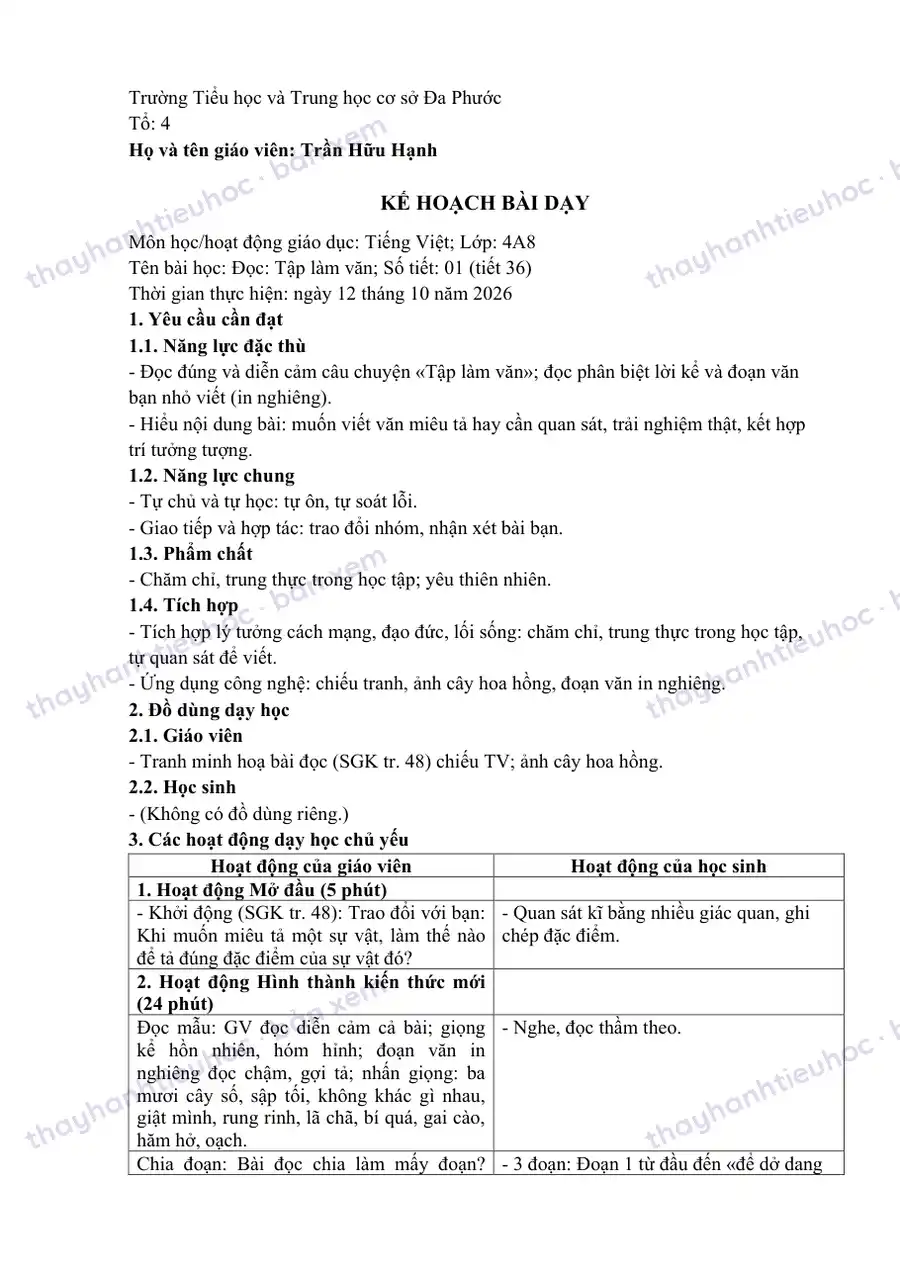 Trường Tiểu học và Trung học cơ sở Đa Phước
Tổ: 4
Họ và tên giáo viên: Trần Hữu Hạnh
KẾ HOẠCH BÀI DẠY
Môn học/hoạt động giáo dục: Tiếng Việt; Lớp: 4A8
Tên bài học: Đọc: Tập làm văn; Số tiết: 01 (tiết 36)
Thời gian thực hiện: ngày 12 tháng 10 năm 2026
1. Yêu cầu cần đạt
1.1. Năng lực đặc thù
- Đọc đúng và diễn cảm câu chuyện «Tập làm văn»; đọc phân biệt lời kể và đoạn văn
bạn nhỏ viết (in nghiêng).
- Hiểu nội dung bài: muốn viết văn miêu tả hay cần quan sát, trải nghiệm thật, kết hợp
trí tưởng tượng.
1.2. Năng lực chung
- Tự chủ và tự học: tự ôn, tự soát lỗi.
- Giao tiếp và hợp tác: trao đổi nhóm, nhận xét bài bạn.
1.3. Phẩm chất
- Chăm chỉ, trung thực trong học tập; yêu thiên nhiên.
1.4. Tích hợp
- Tích hợp lý tưởng cách mạng, đạo đức, lối sống: chăm chỉ, trung thực trong học tập,
tự quan sát để viết.
- Ứng dụng công nghệ: chiếu tranh, ảnh cây hoa hồng, đoạn văn in nghiêng.
2. Đồ dùng dạy học
2.1. Giáo viên
- Tranh minh hoạ bài đọc (SGK tr. 48) chiếu TV; ảnh cây hoa hồng.
2.2. Học sinh
- (Không có đồ dùng riêng.)
3. Các hoạt động dạy học chủ yếu
Hoạt động của giáo viên
Hoạt động của học sinh
1. Hoạt động Mở đầu (5 phút)
- Khởi động (SGK tr. 48): Trao đổi với bạn:
Khi muốn miêu tả một sự vật, làm thế nào
để tả đúng đặc điểm của sự vật đó?
- Quan sát kĩ bằng nhiều giác quan, ghi
chép đặc điểm.
2. Hoạt động Hình thành kiến thức mới
(24 phút)
Đọc mẫu: GV đọc diễn cảm cả bài; giọng
kể hồn nhiên, hóm hỉnh; đoạn văn in
nghiêng đọc chậm, gợi tả; nhấn giọng: ba
mươi cây số, sập tối, không khác gì nhau,
giật mình, rung rinh, lã chã, bí quá, gai cào,
hăm hở, oạch.
- Nghe, đọc thầm theo.
Chia đoạn: Bài đọc chia làm mấy đoạn?
- 3 đoạn: Đoạn 1 từ đầu đến «để dở dang
thayhanhtieuhoc · bản xem
thayhanhtieuhoc · b
thayhanhtieuhoc · bản xem
thayhanhtieuhoc · b
thayhanhtieuhoc · bản xem
thayhanhtieuhoc · b